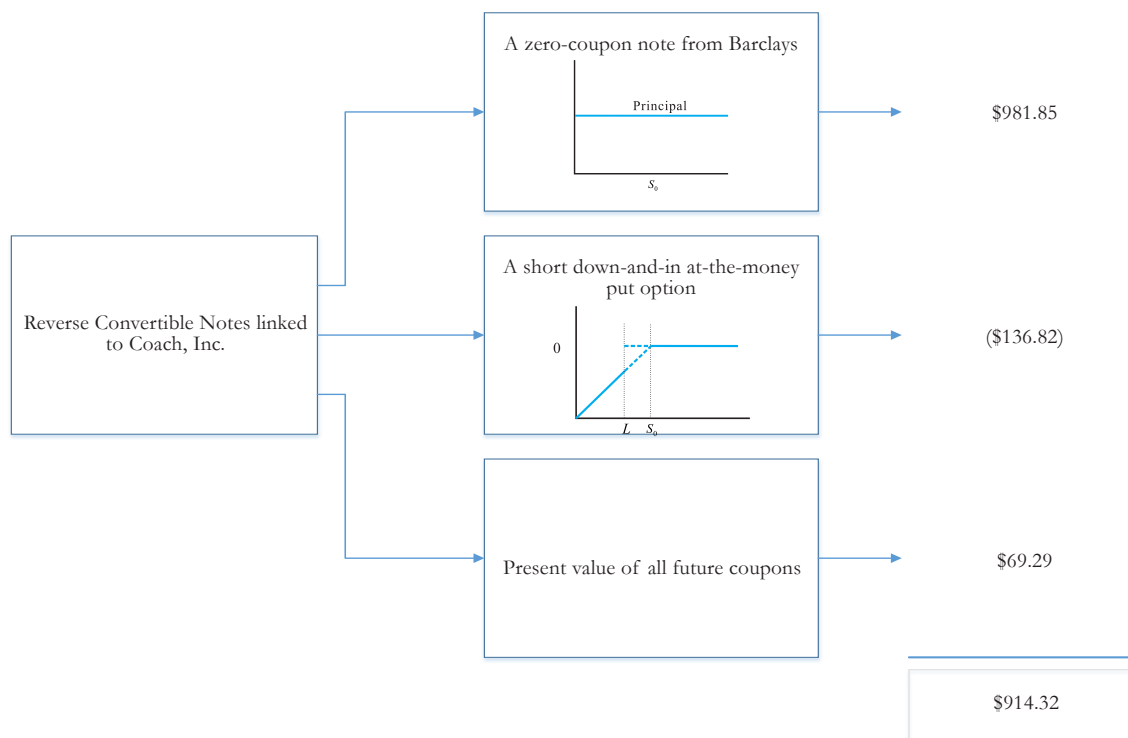 A zero-coupon note from Barclays
Principal
S₀
$981.85
Reverse Convertible Notes linked
to Coach, Inc.
A short down-and-in at-the-money
put option
0
L S₀
($136.82)
Present value of all future coupons
$69.29
$914.32